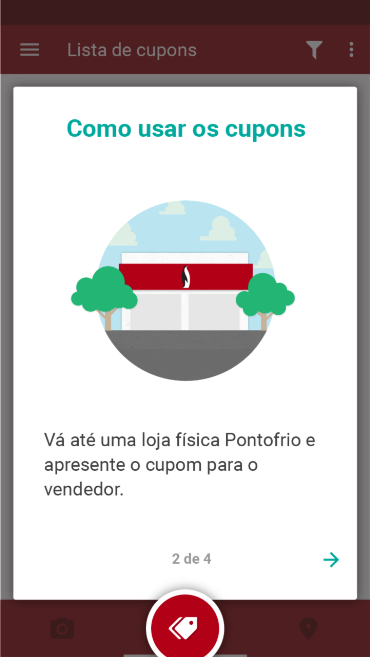 Lista de cupons
Como usar os cupons
Vá até uma loja física Pontofrio e
apresente o cupom para o
vendedor.
2 de 4